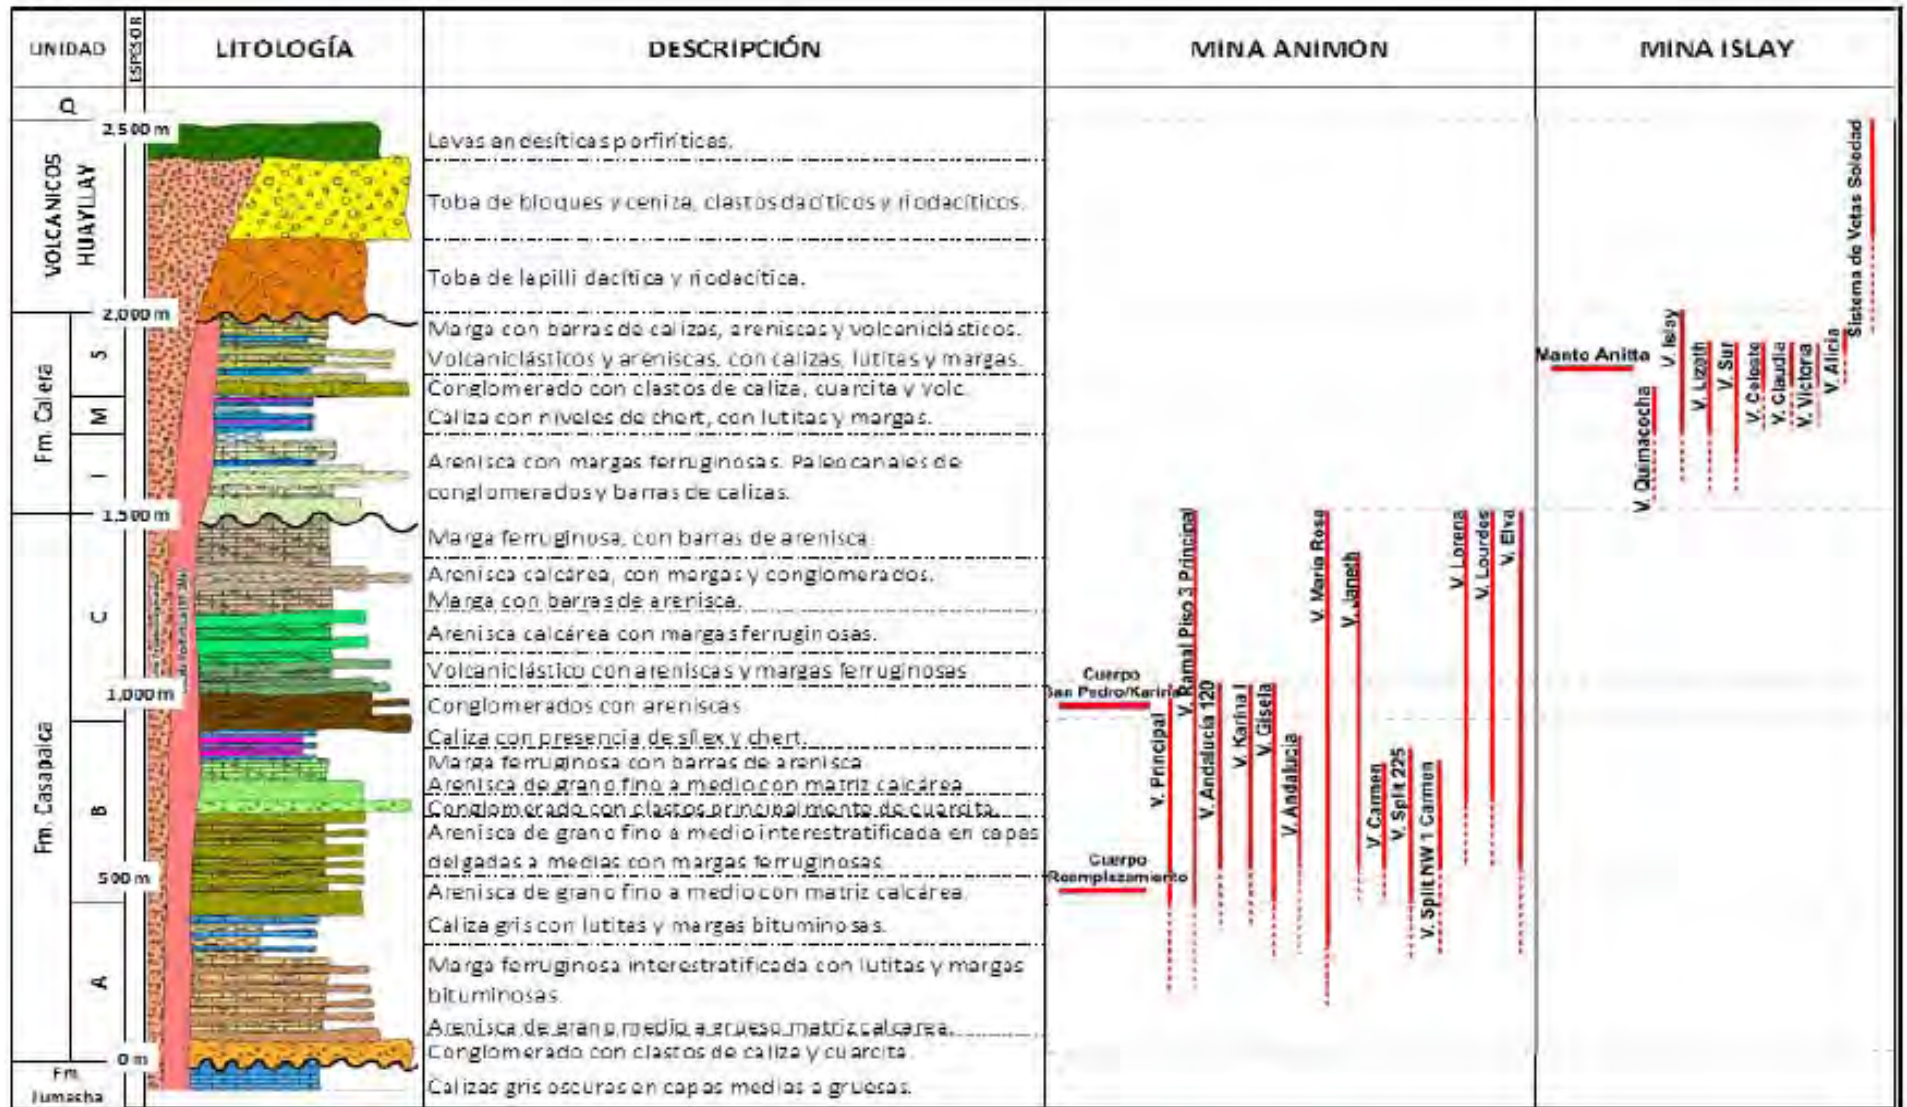 UNIDAD
ESPESOR
LITOLOGÍA
DESCRIPCIÓN
MINA ANIMON
MINA ISLAY
Q
VOLCANICOS
HUAYLLAY
2,500 m
Lavas andesíticas porfiríticas.
Toba de bloques y ceniza, clastos dacíticos y riodacíticos.
Toba de lapilli dacítica y riodacítica.
2,000 m
Fm. Calera
S
M
I
Marga con barras de calizas, areniscas y volcaniclásticos.
Volcaniclásticos y areniscas, con calizas, lutitas y margas.
Conglomerado con clastos de caliza, cuarcita y volc.
Caliza con niveles de chert, con lutitas y margas.
Arenisca con margas ferruginosas. Paleocanales de
conglomerados y barras de calizas.
1,500 m
Fm. Casapalca
C
B
A
Marga ferruginosa, con barras de arenisca.
Arenisca calcárea, con margas y conglomerados.
Marga con barras de arenisca.
Arenisca calcárea con margas ferruginosas.
Volcaniclástico con areniscas y margas ferruginosas
1,000 m
Conglomerados con areniscas
Caliza con presencia de sílex y chert.
Marga ferruginosa con barras de arenisca
Arenisca de grano fino a medio con matriz calcárea.
Conglomerado con clastos principalmente de cuarcita.
Arenisca de grano fino a medio interestratificada en capas
delgadas a medias con margas ferruginosas.
500 m
Arenisca de grano fino a medio con matriz calcárea.
Caliza gris con lutitas y margas bituminosas.
Marga ferruginosa interestratificada con lutitas y margas
bituminosas.
Arenisca de grano medio a grueso matriz calcarea.
0 m
Conglomerado con clastos de caliza y cuarcita.
Fm.
Jumasha
Calizas gris oscuras en capas medias a gruesas.
Cuerpo
San Pedro/Karina
Cuerpo
Reemplazamiento
V. Principal
V. Ramal Piso 3 Principal
V. Andalucia 120
V. Karina I
V. Gisela
V. Andalucia
V. Maria Rosa
V. Janeth
V. Carmen
V. Split 225
V. Split NW 1 Carmen
V. Lorena
V. Lourdes
V. Elva
Manto Anitta
V. Quimacocha
V. Islay
V. Lizeth
V. Sur
V. Celeste
V. Claudia
V. Victoria
V. Alicia
Sistema de Vetas Soledad